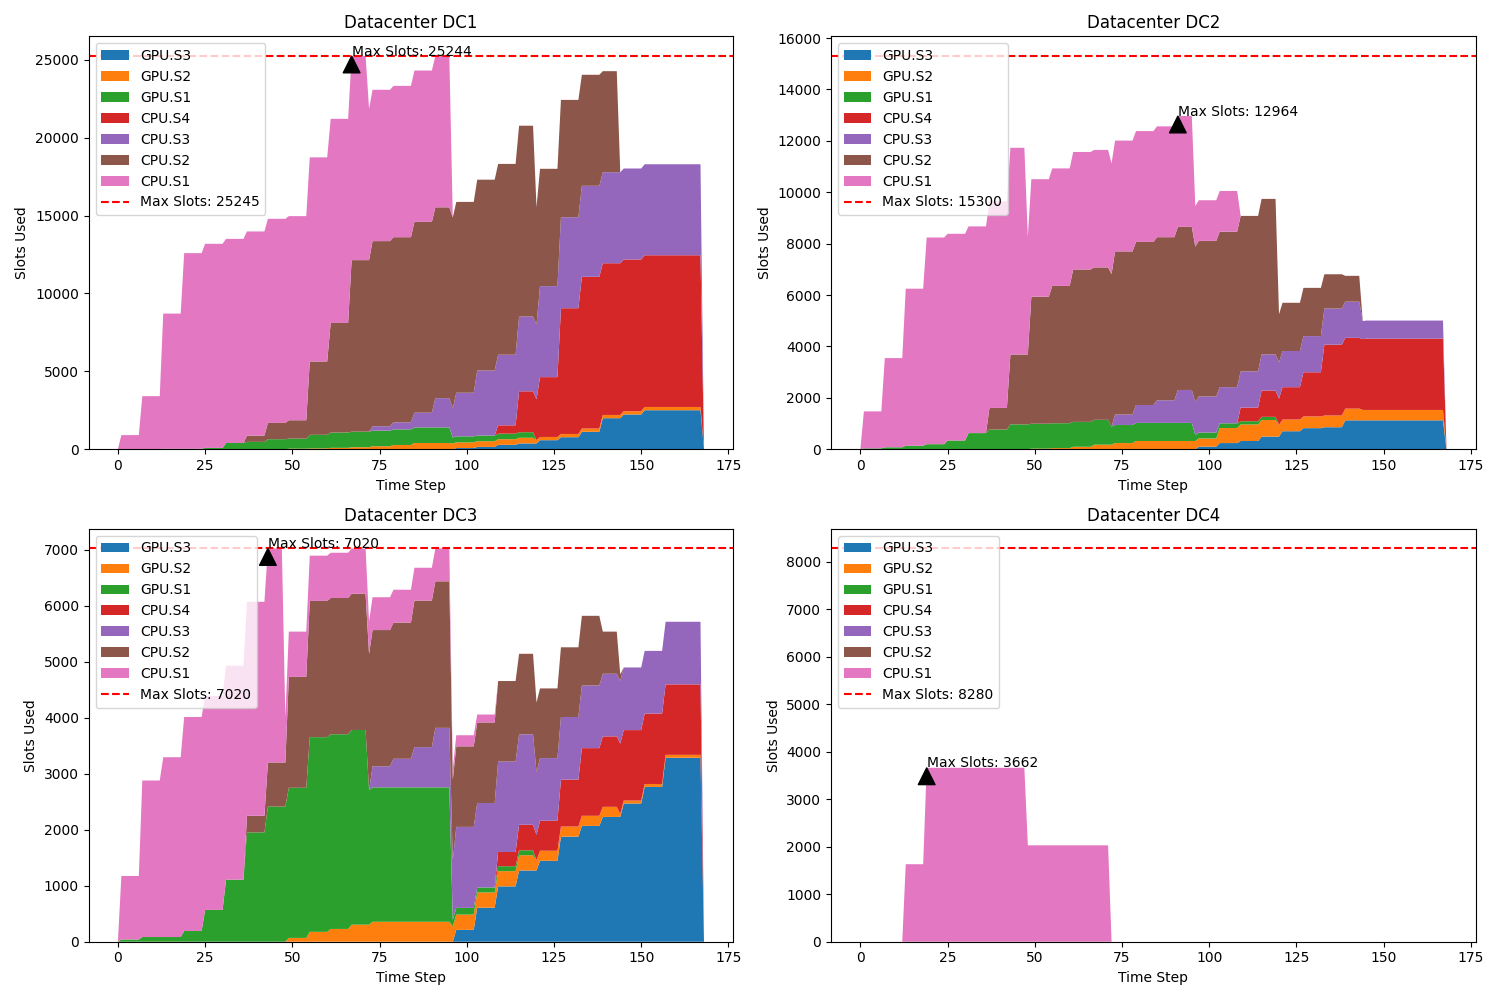 Datacenter DC1
Slots Used
25000
20000
15000
10000
5000
0
GPU.S3
GPU.S2
GPU.S1
CPU.S4
CPU.S3
CPU.S2
CPU.S1
Max Slots: 25245
Max Slots: 25244
0 25 50 75 100 125 150 175
Time Step
Datacenter DC2
Slots Used
16000
14000
12000
10000
8000
6000
4000
2000
0
GPU.S3
GPU.S2
GPU.S1
CPU.S4
CPU.S3
CPU.S2
CPU.S1
Max Slots: 15300
Max Slots: 12964
0 25 50 75 100 125 150 175
Time Step
Datacenter DC3
Slots Used
7000
6000
5000
4000
3000
2000
1000
0
GPU.S3
GPU.S2
GPU.S1
CPU.S4
CPU.S3
CPU.S2
CPU.S1
Max Slots: 7020
Max Slots: 7020
0 25 50 75 100 125 150 175
Time Step
Datacenter DC4
Slots Used
8000
7000
6000
5000
4000
3000
2000
1000
0
GPU.S3
GPU.S2
GPU.S1
CPU.S4
CPU.S3
CPU.S2
CPU.S1
Max Slots: 8280
Max Slots: 3662
0 25 50 75 100 125 150 175
Time Step